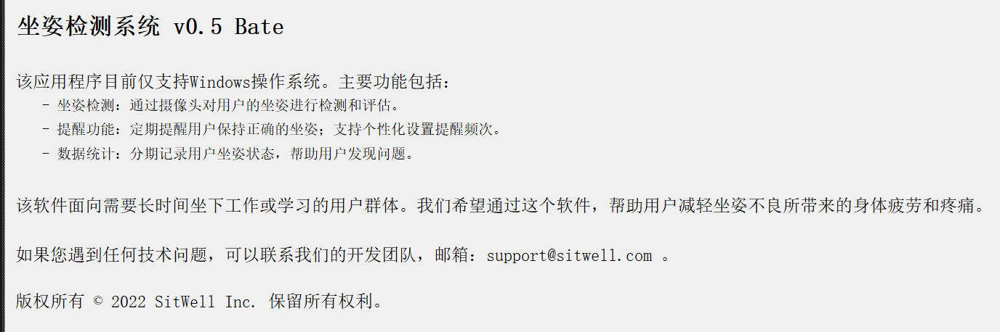 坐姿检测系统 v0.5 Bate
该应用程序目前仅支持Windows操作系统。主要功能包括：
- 坐姿检测：通过摄像头对用户的坐姿进行检测和评估。
- 提醒功能：定期提醒用户保持正确的坐姿；支持个性化设置提醒频次。
- 数据统计：分期记录用户坐姿状态，帮助用户发现问题。
该软件面向需要长时间坐下工作或学习的用户群体。我们希望通过这个软件，帮助用户减轻坐姿不良所带来的身体疲劳和疼痛。
如果您遇到任何技术问题，可以联系我们的开发团队，邮箱：support@sitwell.com 。
版权所有 © 2022 SitWell Inc. 保留所有权利。